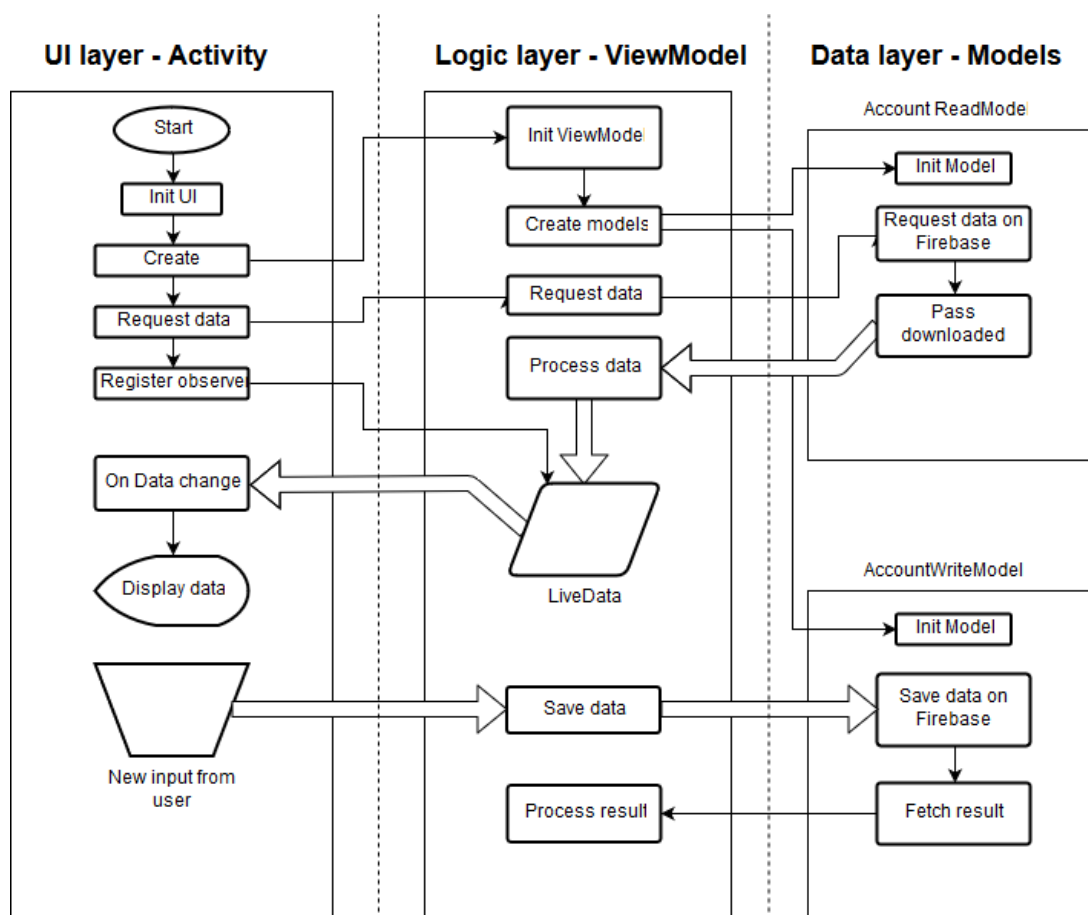 UI layer - Activity
Logic layer - ViewModel
Data layer - Models
Start
Init UI
Create
Request data
Register observer
On Data change
Display data
New input from
user
Init ViewModel
Create models
Request data
Process data
LiveData
Save data
Process result
Account ReadModel
Init Model
Request data on
Firebase
Pass
downloaded
AccountWriteModel
Init Model
Save data on
Firebase
Fetch result